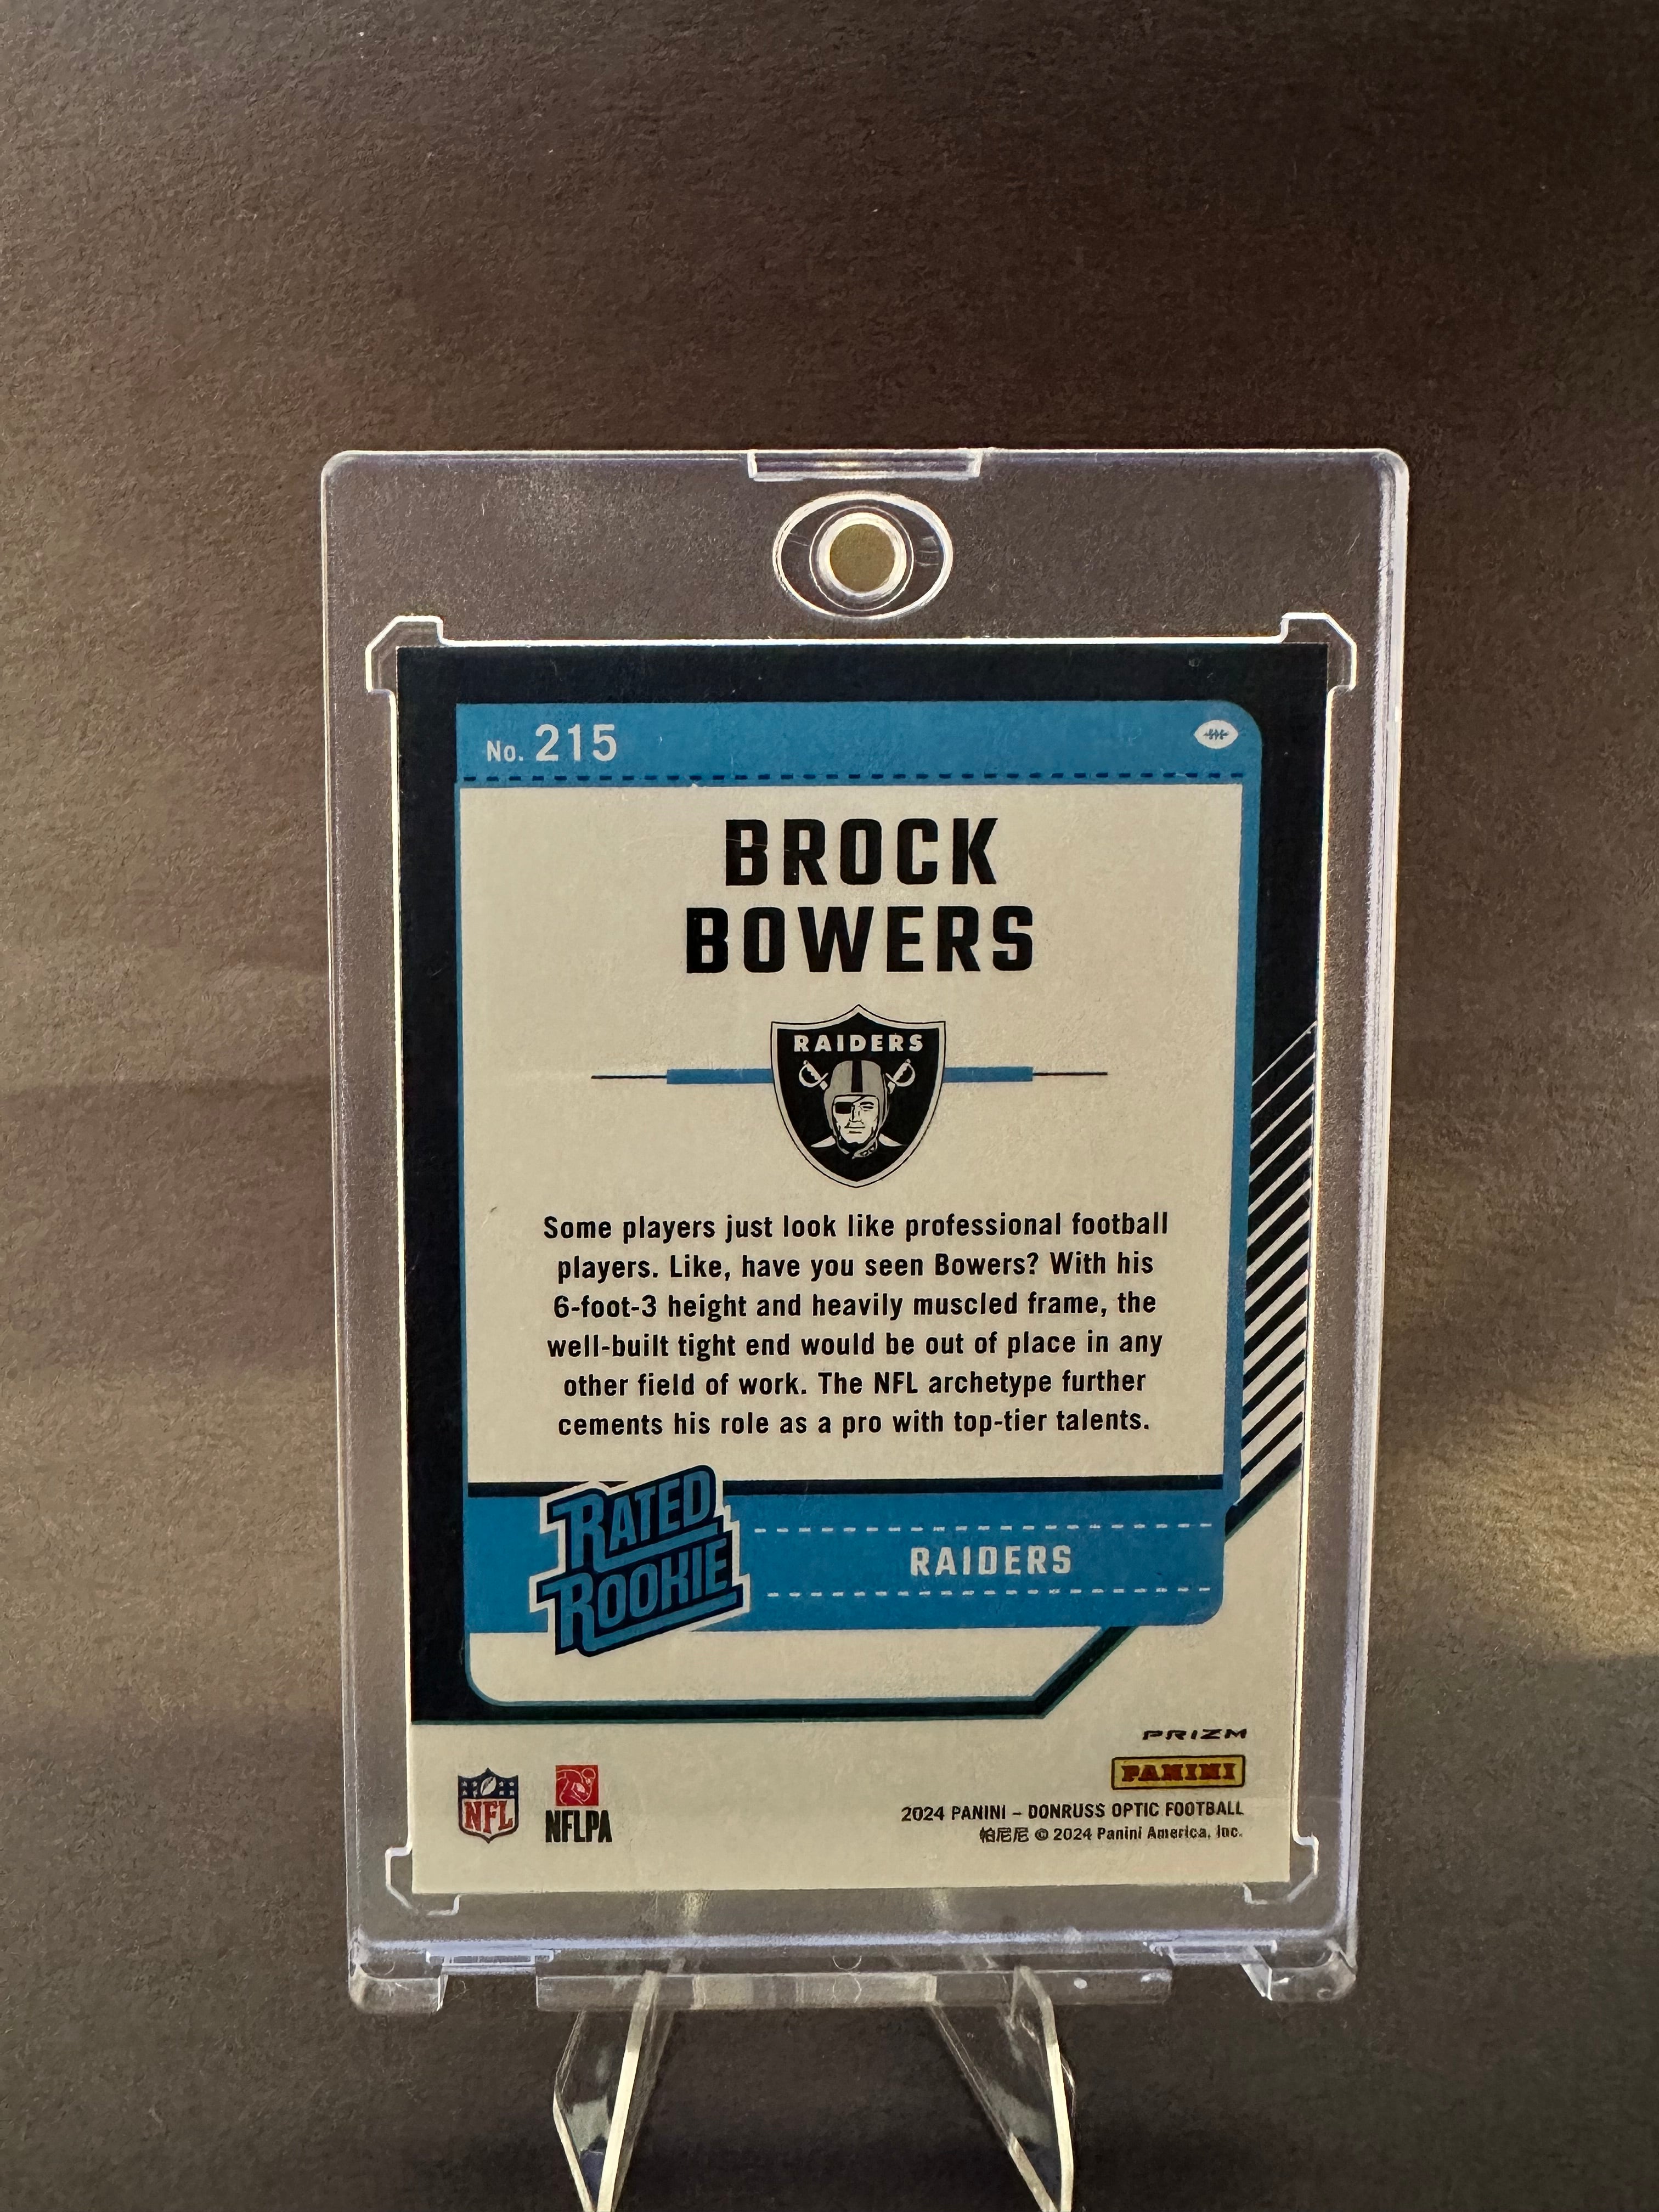 No. 215
BROCK
BOWERS
RAIDERS
Some players just look like professional football
players. Like, have you seen Bowers? With his
6-foot-3 height and heavily muscled frame, the
well-built tight end would be out of place in any
other field of work. The NFL archetype further
cements his role as a pro with top-tier talents.
RATED
ROOKIE
RAIDERS
PRIZM
PANINI
NFL
NFLPA
2024 PANINI – DONRUSS OPTIC FOOTBALL
帕尼尼 © 2024 Panini America, Inc.